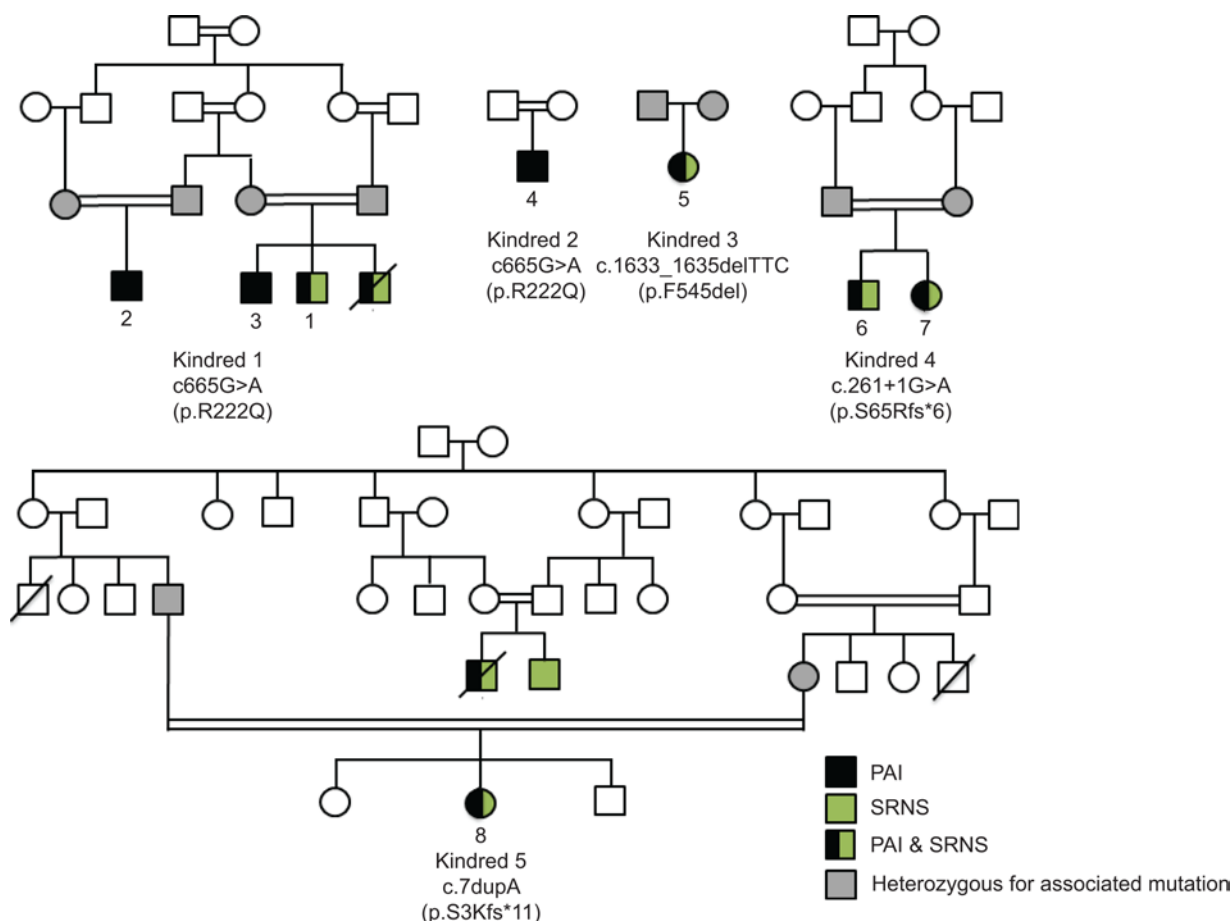 4
5
Kindred 2
c665G>A
(p.R222Q)
Kindred 3
c.1633_1635delTTC
(p.F545del)
2
3
1
Kindred 1
c665G>A
(p.R222Q)
6
7
Kindred 4
c.261+1G>A
(p.S65Rfs*6)
8
Kindred 5
c.7dupA
(p.S3Kfs*11)
PAI
SRNS
PAI & SRNS
Heterozygous for associated mutation